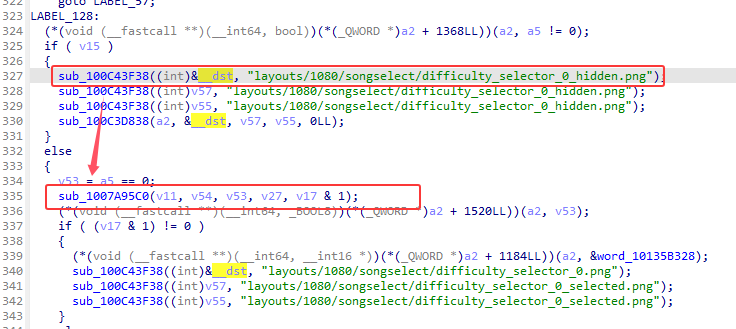 322 goto LABEL_57;
323 LABEL_128:
324 (*(void (__fastcall **)(__int64, bool))(*(_QWORD *)a2 + 1368LL))(a2, a5 != 0);
325 if ( v15 )
326 {
327 sub_100C43F38((int)&__dst, "layouts/1080/songselect/difficulty_selector_0_hidden.png");
328 sub_100C43F38((int)v57, "layouts/1080/songselect/difficulty_selector_0_hidden.png");
329 sub_100C43F38((int)v55, "layouts/1080/songselect/difficulty_selector_0_hidden.png");
330 sub_100C3D838(a2, &__dst, v57, v55, 0LL);
331 }
332 else
333 {
334 v53 = a5 == 0;
335 sub_1007A95C0(v11, v54, v53, v27, v17 & 1);
336 (*(void (__fastcall **)(__int64, _BOOL8))(*(_QWORD *)a2 + 1520LL))(a2, v53);
337 if ( (v17 & 1) != 0 )
338 {
339 (*(void (__fastcall **)(__int64, __int16 *))(*(_QWORD *)a2 + 1184LL))(a2, &word_10135B328);
340 sub_100C43F38((int)&__dst, "layouts/1080/songselect/difficulty_selector_0.png");
341 sub_100C43F38((int)v57, "layouts/1080/songselect/difficulty_selector_0_selected.png");
342 sub_100C43F38((int)v55, "layouts/1080/songselect/difficulty_selector_0_selected.png");
343 }